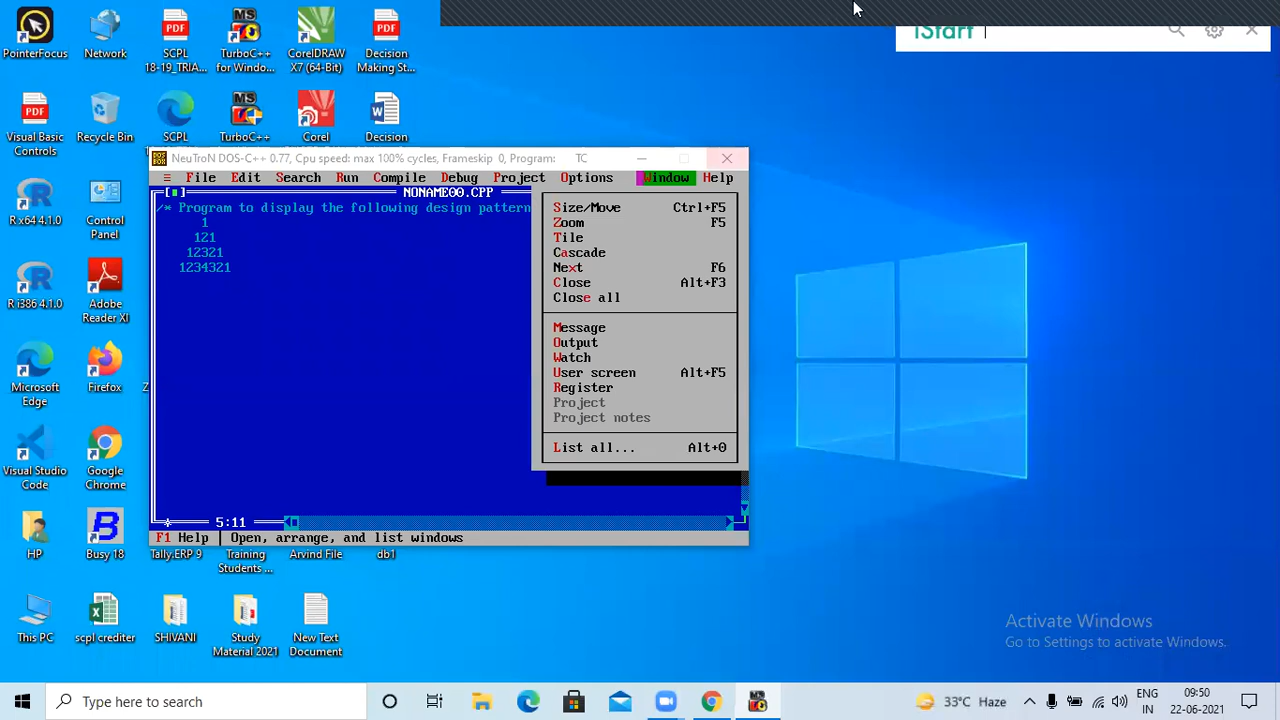 iStart
PointerFocus
Network
SCPL 18-19_TRIA...
TurboC++ for Windo...
CorelDRAW X7 (64-Bit)
Decision Making St...
Visual Basic Controls
Recycle Bin
SCPL
TurboC++
Corel
Decision
NeuTroN DOS-C++ 0.77, Cpu speed: max 100% cycles, Frameskip 0, Program: TC
≡ File Edit Search Run Compile Debug Project Options Window Help
NONAME00.CPP
/* Program to display the following design pattern
1
121
12321
1234321
Size/Move Ctrl+F5
Zoom F5
Tile
Cascade
Next F6
Close Alt+F3
Close all
Message
Output
Watch
User screen Alt+F5
Register
Project
Project notes
List all... Alt+0
5:11
F1 Help | Open, arrange, and list windows
R x64 4.1.0
Control Panel
R i386 4.1.0
Adobe Reader XI
Microsoft Edge
Firefox
Z
Visual Studio Code
Google Chrome
HP
Busy 18
Tally.ERP 9
Training Students ...
Arvind File
db1
This PC
scpl crediter
SHIVANI
Study Material 2021
New Text Document
Activate Windows
Go to Settings to activate Windows.
Type here to search
33°C Haze
ENG
IN
09:50
22-06-2021